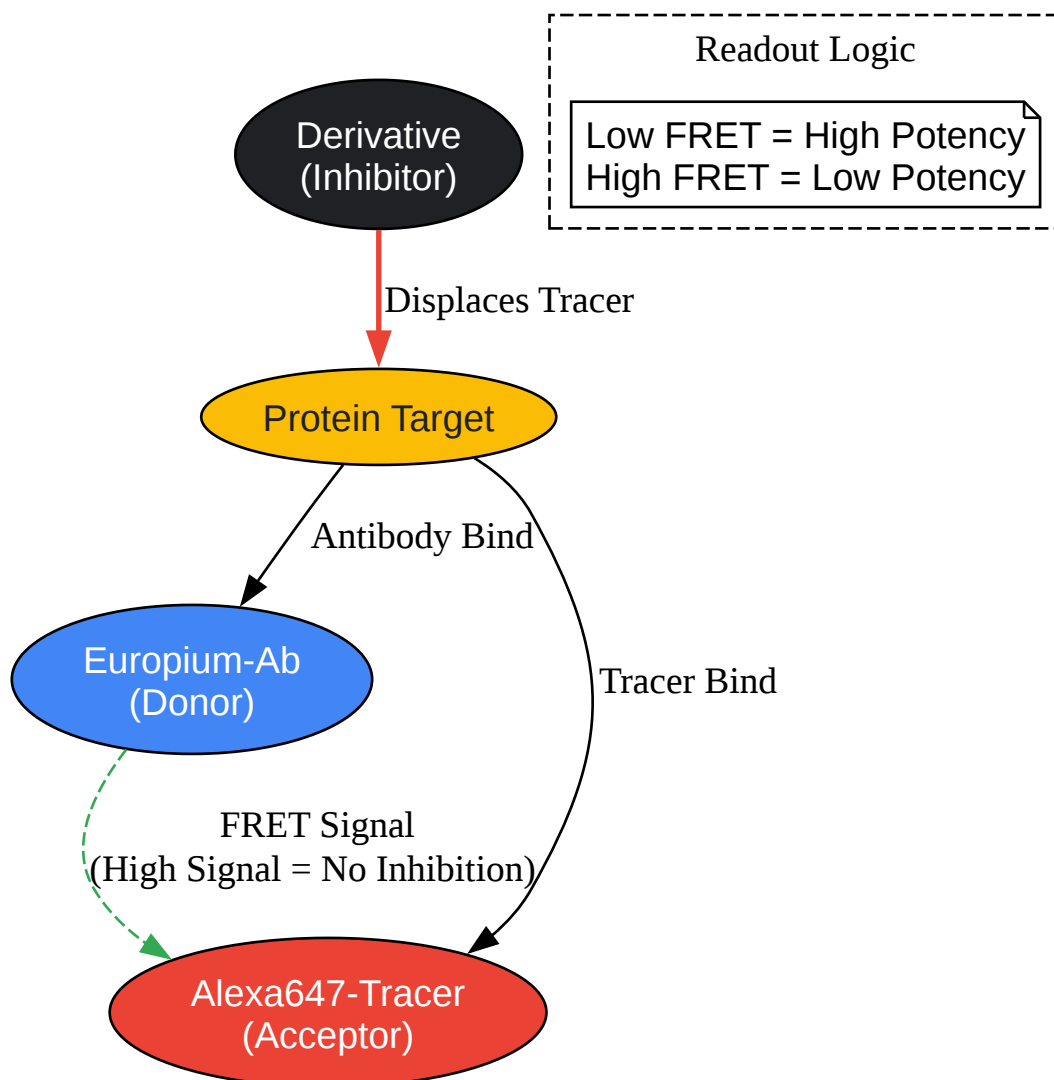 Readout Logic
Low FRET = High Potency
High FRET = Low Potency
Derivative
(Inhibitor)
Displaces Tracer
Protein Target
Antibody Bind
Europium-Ab
(Donor)
Tracer Bind
FRET Signal
(High Signal = No Inhibition)
Alexa647-Tracer
(Acceptor)